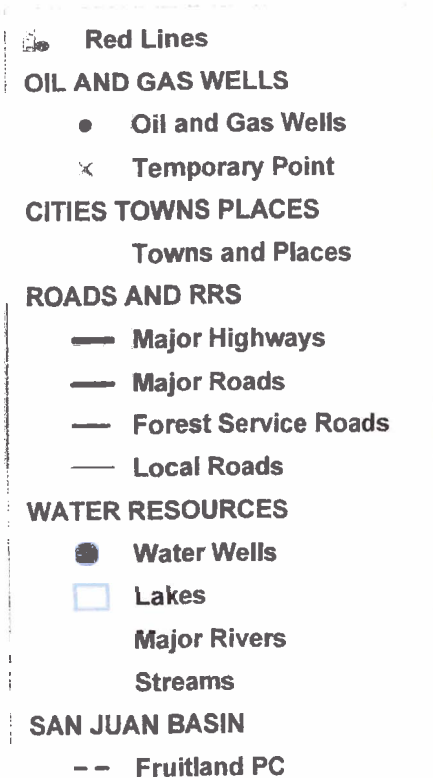 Red Lines
OIL AND GAS WELLS
Oil and Gas Wells
Temporary Point
CITIES TOWNS PLACES
Towns and Places
ROADS AND RRS
Major Highways
Major Roads
Forest Service Roads
Local Roads
WATER RESOURCES
Water Wells
Lakes
Major Rivers
Streams
SAN JUAN BASIN
Fruitland PC